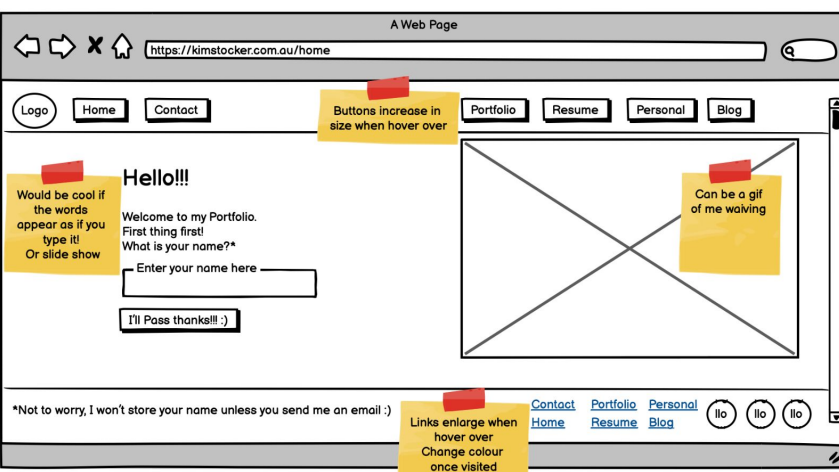 A Web Page
https://kimstocker.com.au/home
Logo
Home
Contact
Buttons increase in
size when hover over
Portfolio
Resume
Personal
Blog
Would be cool if
the words
appear as if you
type it!
Or slide show
Hello!!!
Welcome to my Portfolio.
First thing first!
What is your name?*
Enter your name here
I'll Pass thanks!!! :)
Can be a gif
of me waiving
*Not to worry, I won't store your name unless you send me an email :)
Links enlarge when
hover over
Change colour
once visited
Contact Portfolio Personal
Home Resume Blog
llo
llo
llo